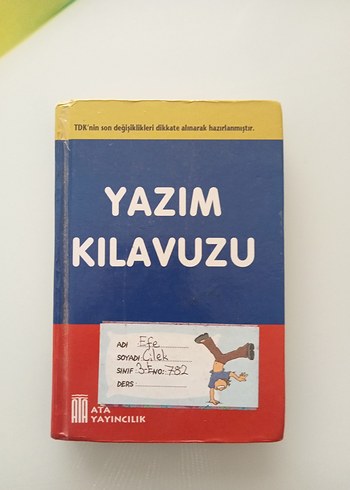 TDK'nin son değişiklikleri dikkate alınarak hazırlanmıştır.
YAZIM
KILAVUZU
ADI Efe
SOYADI Çilek
SINIF 3-E NO: 782
DERS
ATA
ATA
YAYINCILIK